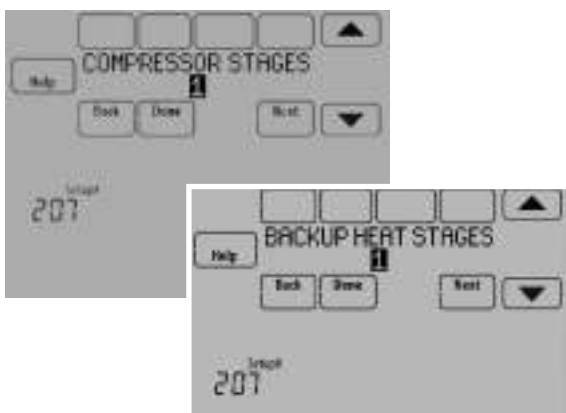 COMPRESSOR STAGES
1
Help
Back Done Next
Setup#
207
BACKUP HEAT STAGES
1
Help
Back Done Next
Setup#
207